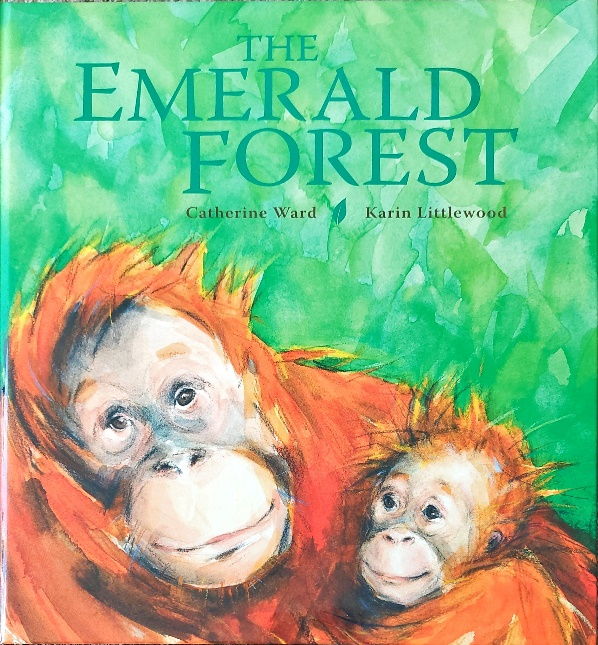 THE
EMERALD
FOREST
Catherine Ward Karin Littlewood